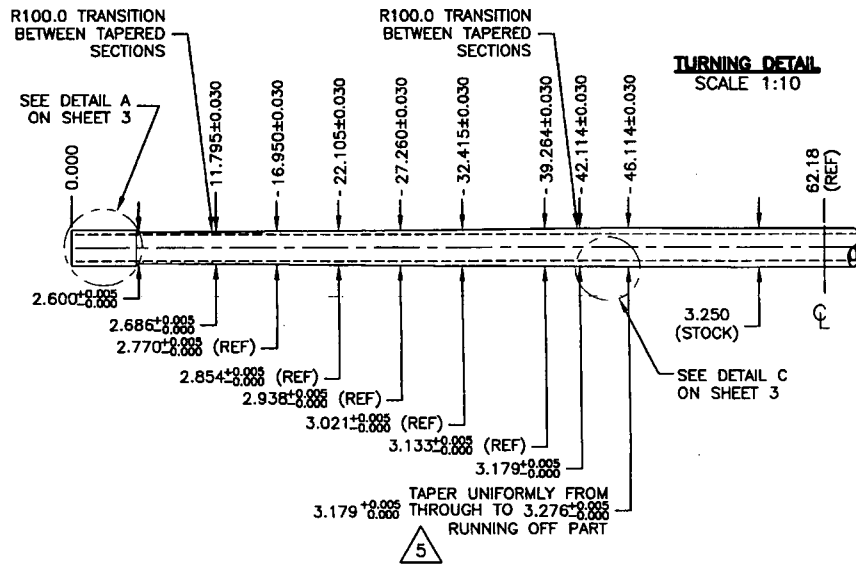 R100.0 TRANSITION
BETWEEN TAPERED
SECTIONS
R100.0 TRANSITION
BETWEEN TAPERED
SECTIONS
TURNING DETAIL
SCALE 1:10
SEE DETAIL A
ON SHEET 3
0.000
11.795±0.030
16.950±0.030
22.105±0.030
27.260±0.030
32.415±0.030
39.264±0.030
42.114±0.030
46.114±0.030
62.18
(REF)
2.600 +0.005 -0.000
2.686 +0.005 -0.000
2.770 +0.005 -0.000 (REF)
2.854 +0.005 -0.000 (REF)
2.938 +0.005 -0.000 (REF)
3.021 +0.005 -0.000 (REF)
3.133 +0.005 -0.000 (REF)
3.179 +0.005 -0.000
3.250
(STOCK)
℄
SEE DETAIL C
ON SHEET 3
TAPER UNIFORMLY FROM
3.179 +0.005 0.000 THROUGH TO 3.276 +0.005 -0.000
RUNNING OFF PART
5